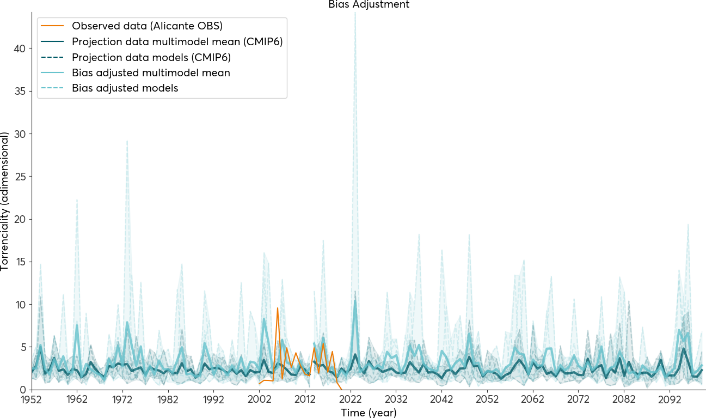 Bias Adjustment
Observed data (Alicante OBS)
Projection data multimodel mean (CMIP6)
Projection data models (CMIP6)
Bias adjusted multimodel mean
Bias adjusted models
Torrenciality (adimensional)
40
35
30
25
20
15
10
5
0
1952 1962 1972 1982 1992 2002 2012 2022 2032 2042 2052 2062 2072 2082 2092
Time (year)